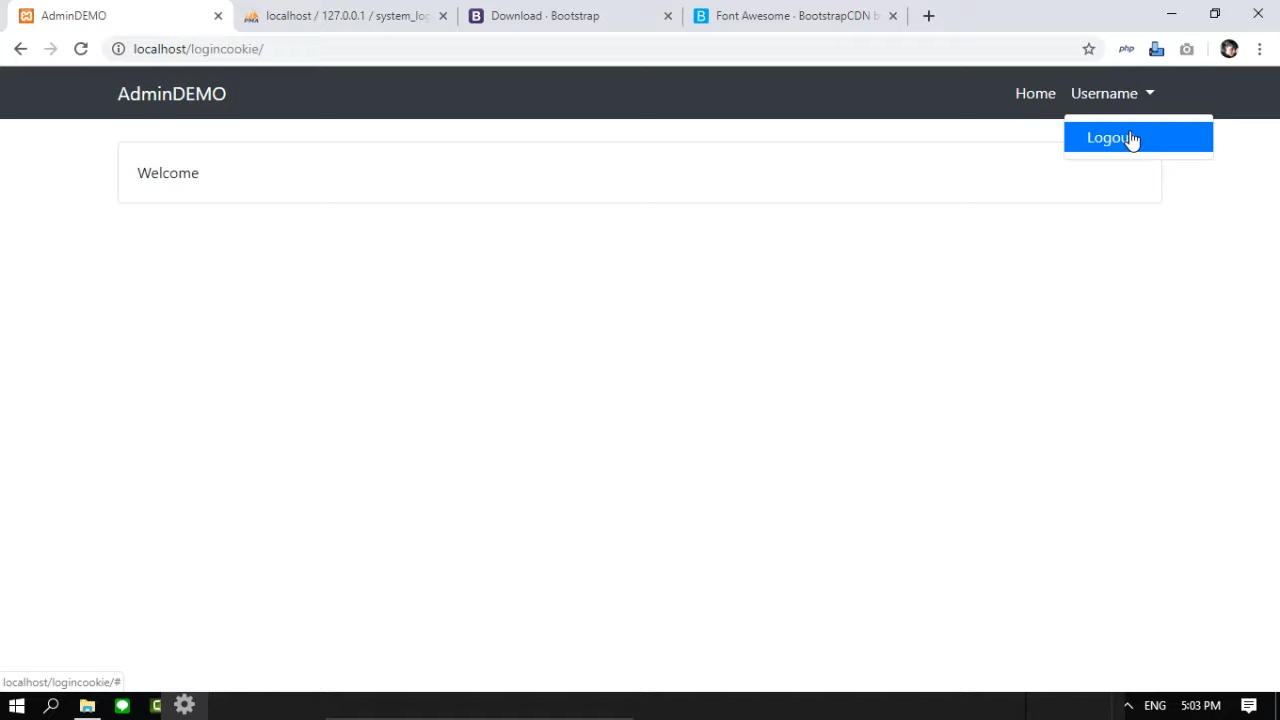 AdminDEMO
localhost / 127.0.0.1 / system_log
Download · Bootstrap
Font Awesome · BootstrapCDN b
localhost/logincookie/
php
AdminDEMO
Home
Username
Logout
Welcome
localhost/logincookie/#
ENG
5:03 PM